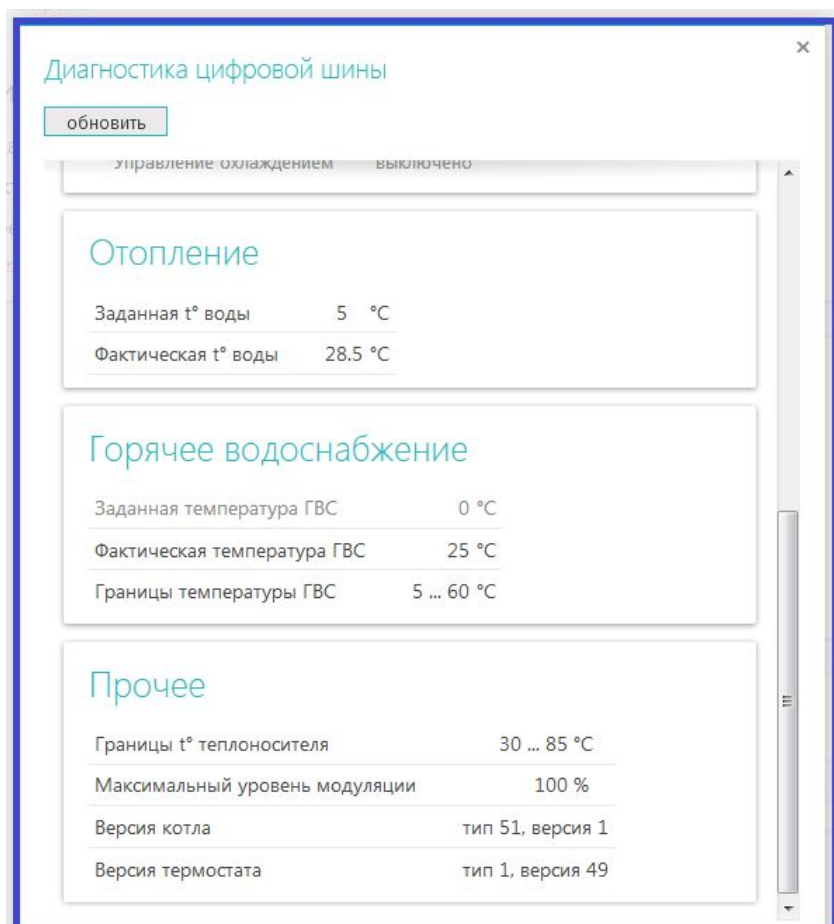 Диагностика цифровой шины
×
обновить
Управление охлаждением выключено
Отопление
Заданная t° воды 5 °C
Фактическая t° воды 28.5 °C
Горячее водоснабжение
Заданная температура ГВС 0 °C
Фактическая температура ГВС 25 °C
Границы температуры ГВС 5 ... 60 °C
Прочее
Границы t° теплоносителя 30 ... 85 °C
Максимальный уровень модуляции 100 %
Версия котла тип 51, версия 1
Версия термостата тип 1, версия 49